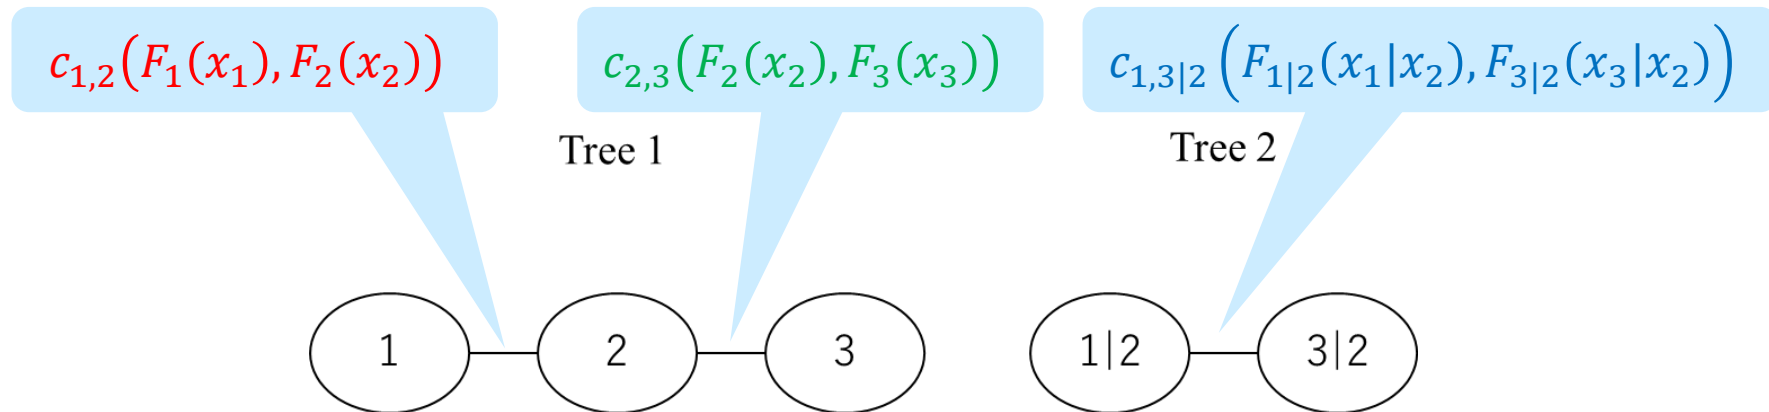 c₁,₂(F₁(x₁), F₂(x₂))
c₂,₃(F₂(x₂), F₃(x₃))
c₁,₃|₂(F₁|₂(x₁|x₂), F₃|₂(x₃|x₂))
Tree 1
Tree 2
1
2
3
1|2
3|2